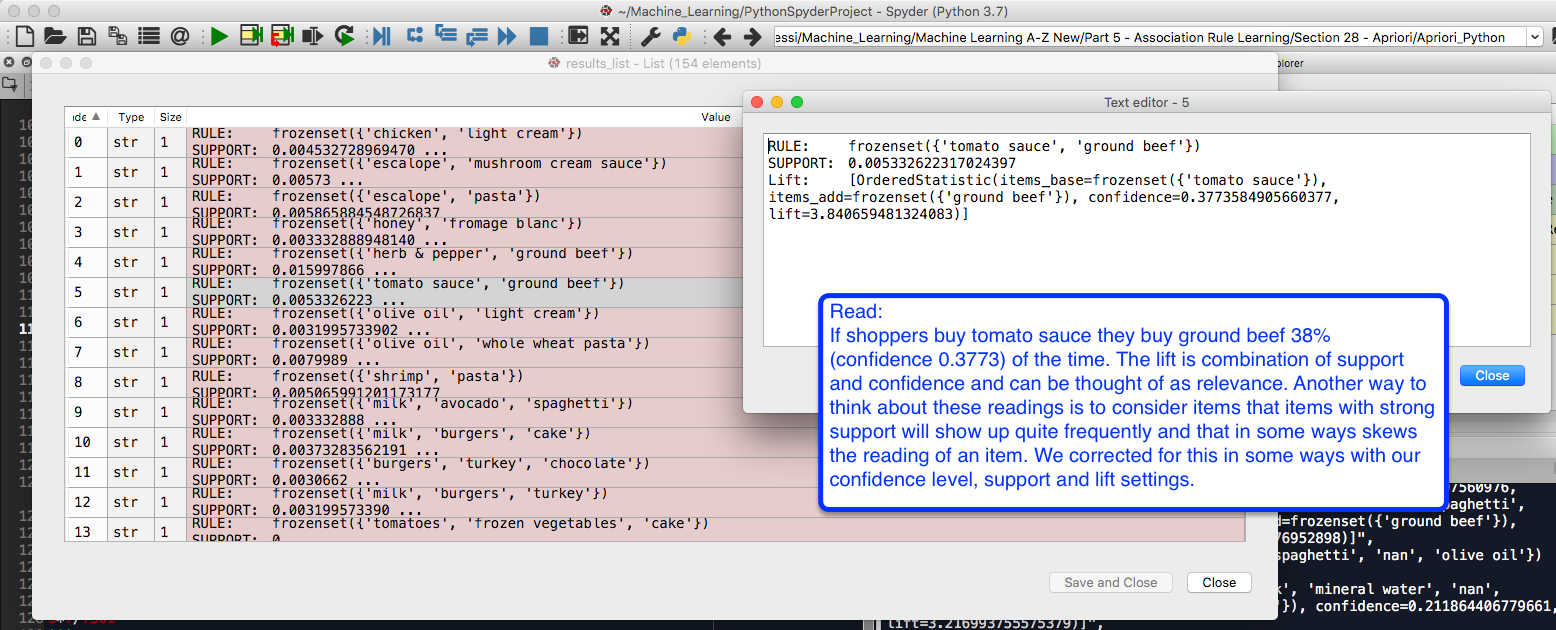 ~/Machine_Learning/PythonSpyderProject - Spyder (Python 3.7)
essi/Machine_Learning/Machine Learning A-Z New/Part 5 - Association Rule Learning/Section 28 - Apriori/Apriori_Python
results_list - List (154 elements)
plorer
Text editor - 5
de Type Size Value
0 str 1 RULE: frozenset({'chicken', 'light cream'})
SUPPORT: 0.004532728969470 ...
1 str 1 RULE: frozenset({'escalope', 'mushroom cream sauce'})
SUPPORT: 0.00573 ...
2 str 1 RULE: frozenset({'escalope', 'pasta'})
SUPPORT: 0.005865884548726837
3 str 1 RULE: frozenset({'honey', 'fromage blanc'})
SUPPORT: 0.003332888948140 ...
4 str 1 RULE: frozenset({'herb & pepper', 'ground beef'})
SUPPORT: 0.015997866 ...
5 str 1 RULE: frozenset({'tomato sauce', 'ground beef'})
SUPPORT: 0.0053326223 ...
6 str 1 RULE: frozenset({'olive oil', 'light cream'})
SUPPORT: 0.0031995733902 ...
7 str 1 RULE: frozenset({'olive oil', 'whole wheat pasta'})
SUPPORT: 0.0079989 ...
8 str 1 RULE: frozenset({'shrimp', 'pasta'})
SUPPORT: 0.005065991201173177
9 str 1 RULE: frozenset({'milk', 'avocado', 'spaghetti'})
SUPPORT: 0.003332888 ...
10 str 1 RULE: frozenset({'milk', 'burgers', 'cake'})
SUPPORT: 0.00373283562191 ...
11 str 1 RULE: frozenset({'burgers', 'turkey', 'chocolate'})
SUPPORT: 0.0030662 ...
12 str 1 RULE: frozenset({'milk', 'burgers', 'turkey'})
SUPPORT: 0.003199573390 ...
13 str 1 RULE: frozenset({'tomatoes', 'frozen vegetables', 'cake'})
SUPPORT: 0
RULE: frozenset({'tomato sauce', 'ground beef'})
SUPPORT: 0.005332622317024397
Lift: [OrderedStatistic(items_base=frozenset({'tomato sauce'}),
items_add=frozenset({'ground beef'}), confidence=0.3773584905660377,
lift=3.840659481324083)]
Close
Read:
If shoppers buy tomato sauce they buy ground beef 38%
(confidence 0.3773) of the time. The lift is combination of support
and confidence and can be thought of as relevance. Another way to
think about these readings is to consider items that items with strong
support will show up quite frequently and that in some ways skews
the reading of an item. We corrected for this in some ways with our
confidence level, support and lift settings.
Save and Close
Close
7560976,
paghetti',
d=frozenset({'ground beef'}),
76952898)]",
spaghetti', 'nan', 'olive oil'})
k', 'mineral water', 'nan',
'}), confidence=0.211864406779661,
lift=3.216993755575379)]",